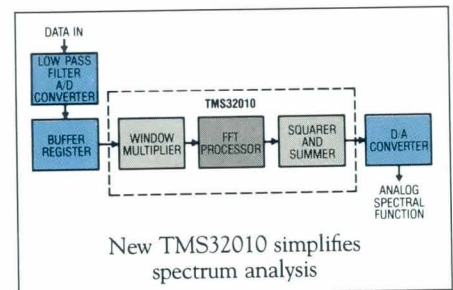 DATA IN
LOW PASS
FILTER
A/D
CONVERTER
TMS32010
BUFFER
REGISTER
WINDOW
MULTIPLIER
FFT
PROCESSOR
SQUARER
AND
SUMMER
D/A
CONVERTER
ANALOG
SPECTRAL
FUNCTION
New TMS32010 simplifies
spectrum analysis